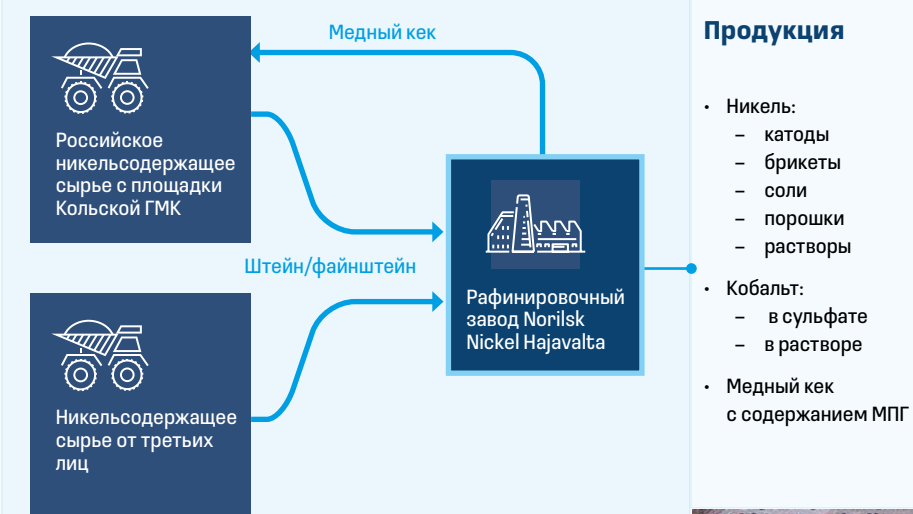 Медный кек
Российское
никельсодержащее
сырье с площадки
Кольской ГМК
Штейн/файнштейн
Никельсодержащее
сырье от третьих
лиц
Рафинировочный
завод Norilsk
Nickel Hajavalta
Продукция
• Никель:
– катоды
– брикеты
– соли
– порошки
– растворы
• Кобальт:
– в сульфате
– в растворе
• Медный кек
с содержанием МПГ